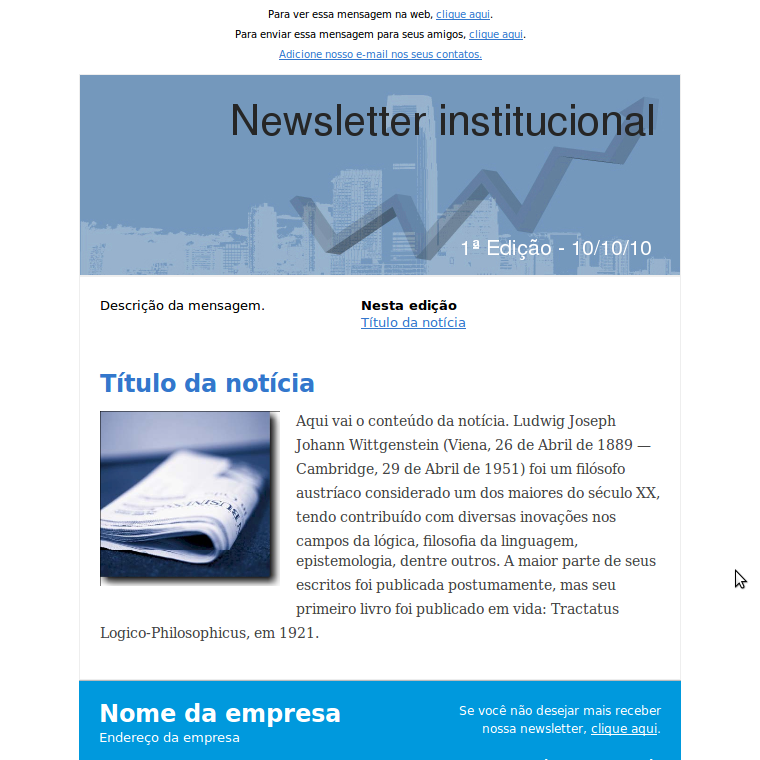 Para ver essa mensagem na web, clique aqui.
Para enviar essa mensagem para seus amigos, clique aqui.
Adicione nosso e-mail nos seus contatos.
Newsletter institucional
1ª Edição - 10/10/10
Descrição da mensagem.
Nesta edição
Título da notícia
Título da notícia
Aqui vai o conteúdo da notícia. Ludwig Joseph
Johann Wittgenstein (Viena, 26 de Abril de 1889 —
Cambridge, 29 de Abril de 1951) foi um filósofo
austríaco considerado um dos maiores do século XX,
tendo contribuído com diversas inovações nos
campos da lógica, filosofia da linguagem,
epistemologia, dentre outros. A maior parte de seus
escritos foi publicada postumamente, mas seu
primeiro livro foi publicado em vida: Tractatus
Logico-Philosophicus, em 1921.
Nome da empresa
Endereço da empresa
Se você não desejar mais receber
nossa newsletter, clique aqui.